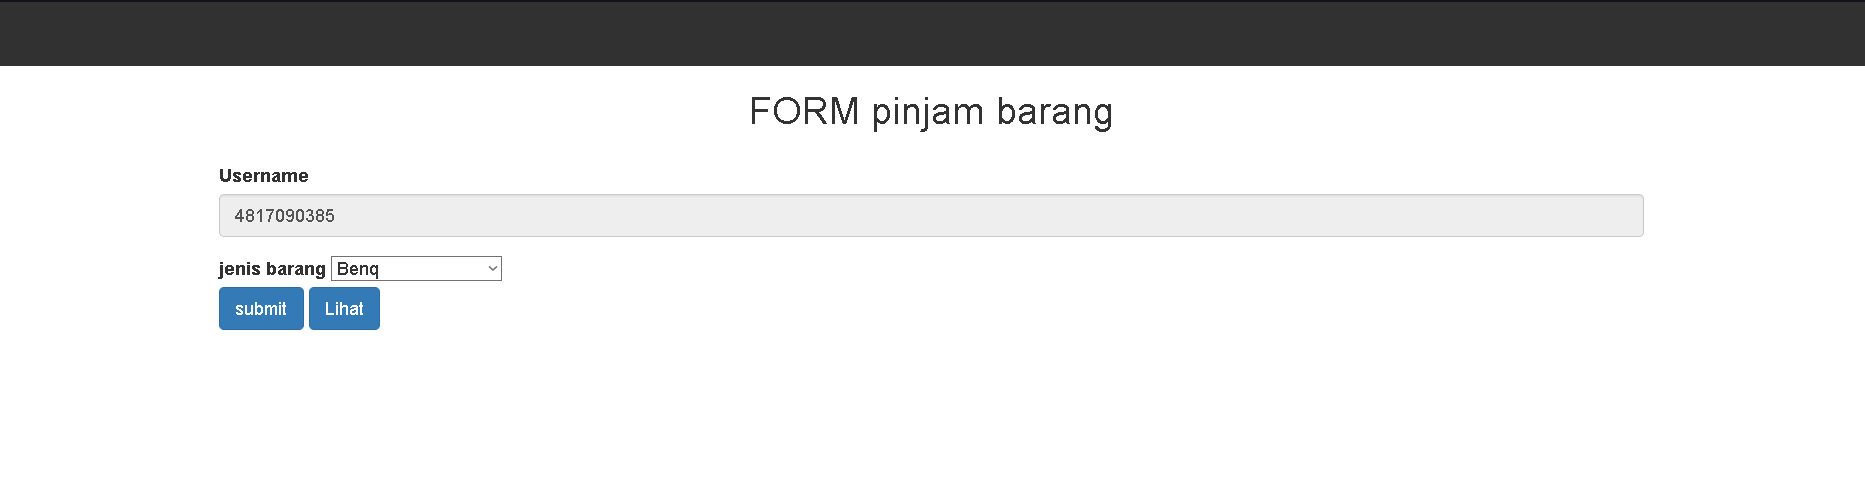 FORM pinjam barang
Username
4817090385
jenis barang Benq
submit Lihat